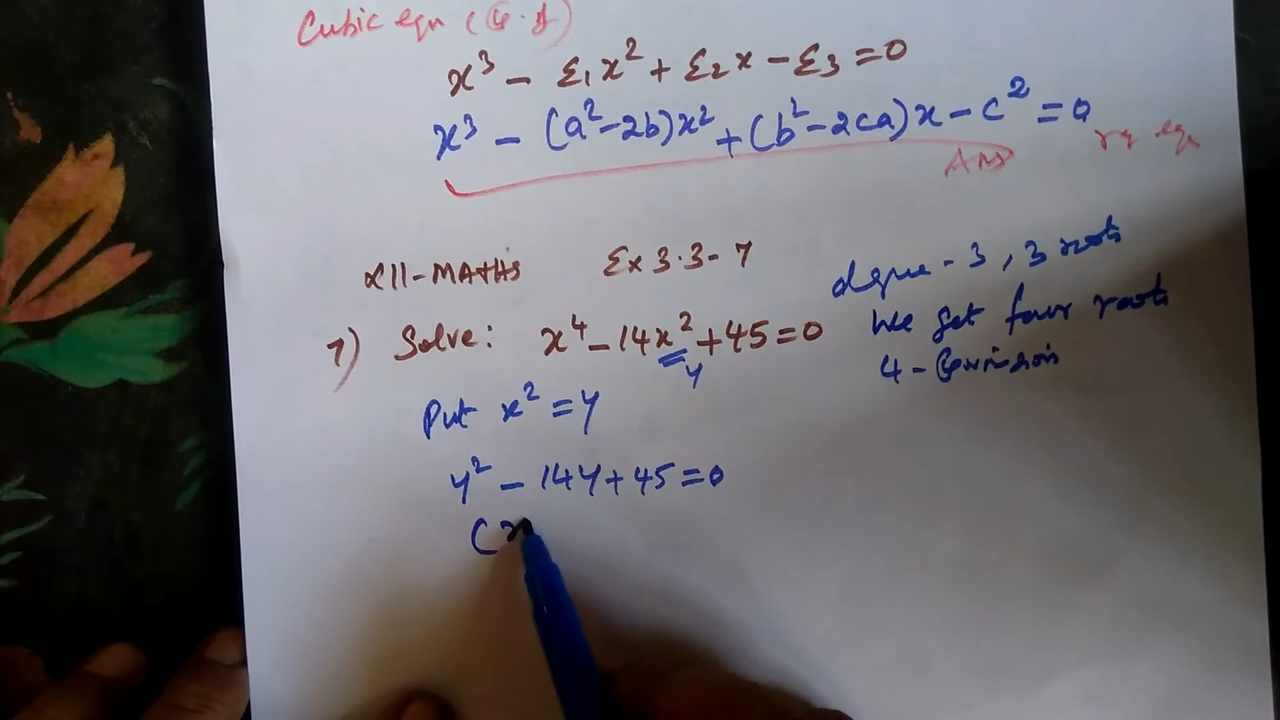 Cubic eqn
x³ - Σ₁x² + Σ₂x - Σ₃ = 0
x³ - (a²-2b)x² + (b²-2ca)x - c² = 0
Ans
XII-MATHS Ex 3.3-7
degree - 3, 3 roots
7) Solve: x⁴-14x²+45=0
y
We get four roots
4 -
Put x² = y
y² - 14y + 45 = 0
(x